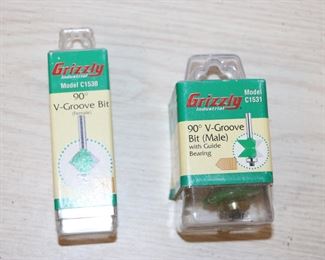 Grizzly
Industrial
Model C1530
90°
V-Groove
Bit
(Female)
Grizzly
Industrial
Model
C1531
90° V-Groove
Bit (Male)
with Guide
Bearing